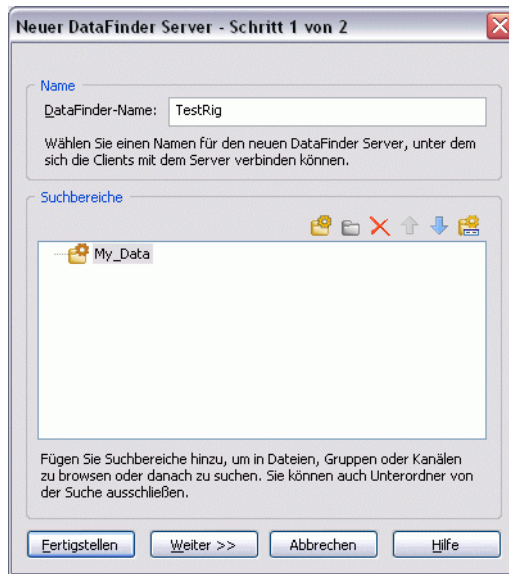 Neuer DataFinder Server - Schritt 1 von 2
Name
DataFinder-Name: TestRig
Wählen Sie einen Namen für den neuen DataFinder Server, unter dem
sich die Clients mit dem Server verbinden können.
Suchbereiche
My_Data
Fügen Sie Suchbereiche hinzu, um in Dateien, Gruppen oder Kanälen
zu browsen oder danach zu suchen. Sie können auch Unterordner von
der Suche ausschließen.
Fertigstellen Weiter >> Abbrechen Hilfe